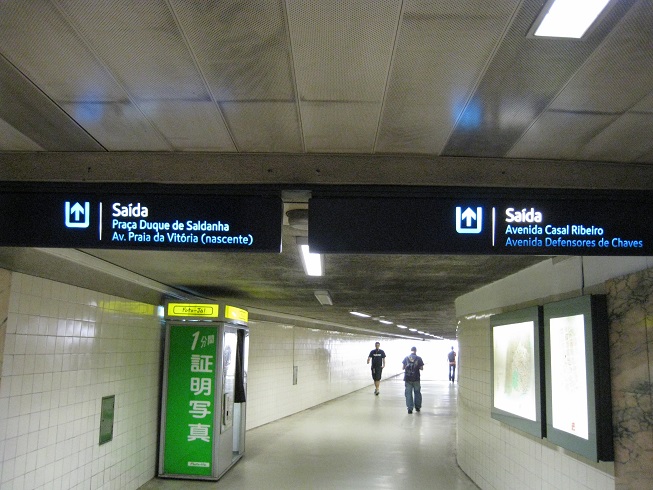 Saída
Praça Duque de Saldanha
Av. Praia da Vitória (nascente)
Saída
Avenida Casal Ribeiro
Avenida Defensores de Chaves
1分間
証明写真